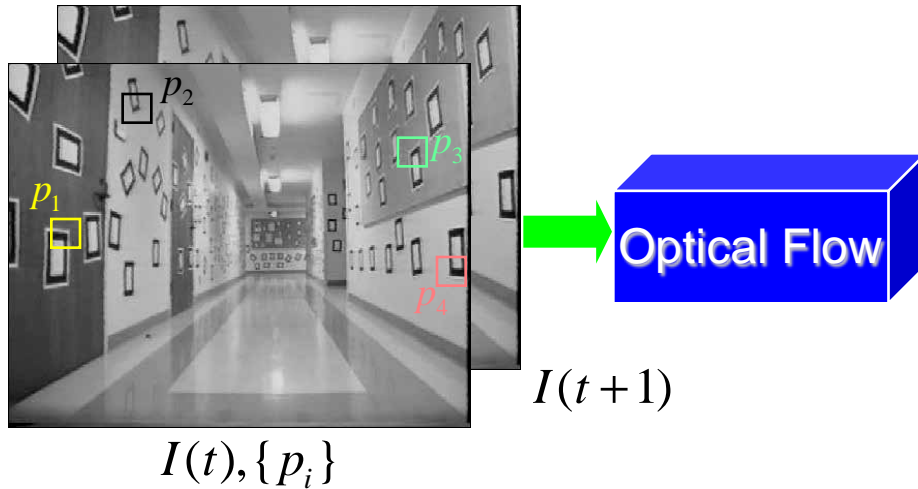 p₂
p₃
p₁
p₄
Optical Flow
I(t+1)
I(t),{pᵢ}